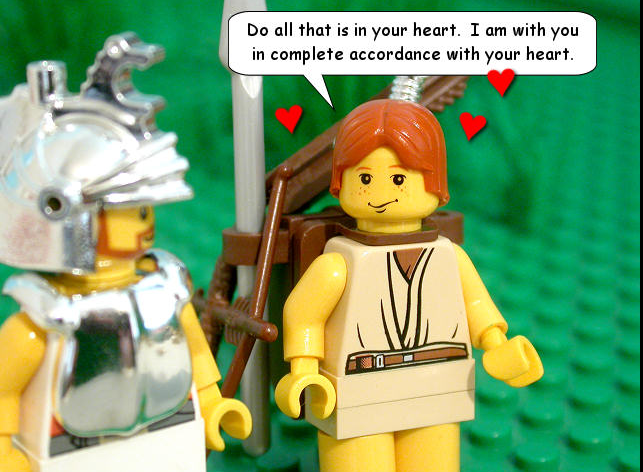 Do all that is in your heart. I am with you
in complete accordance with your heart.